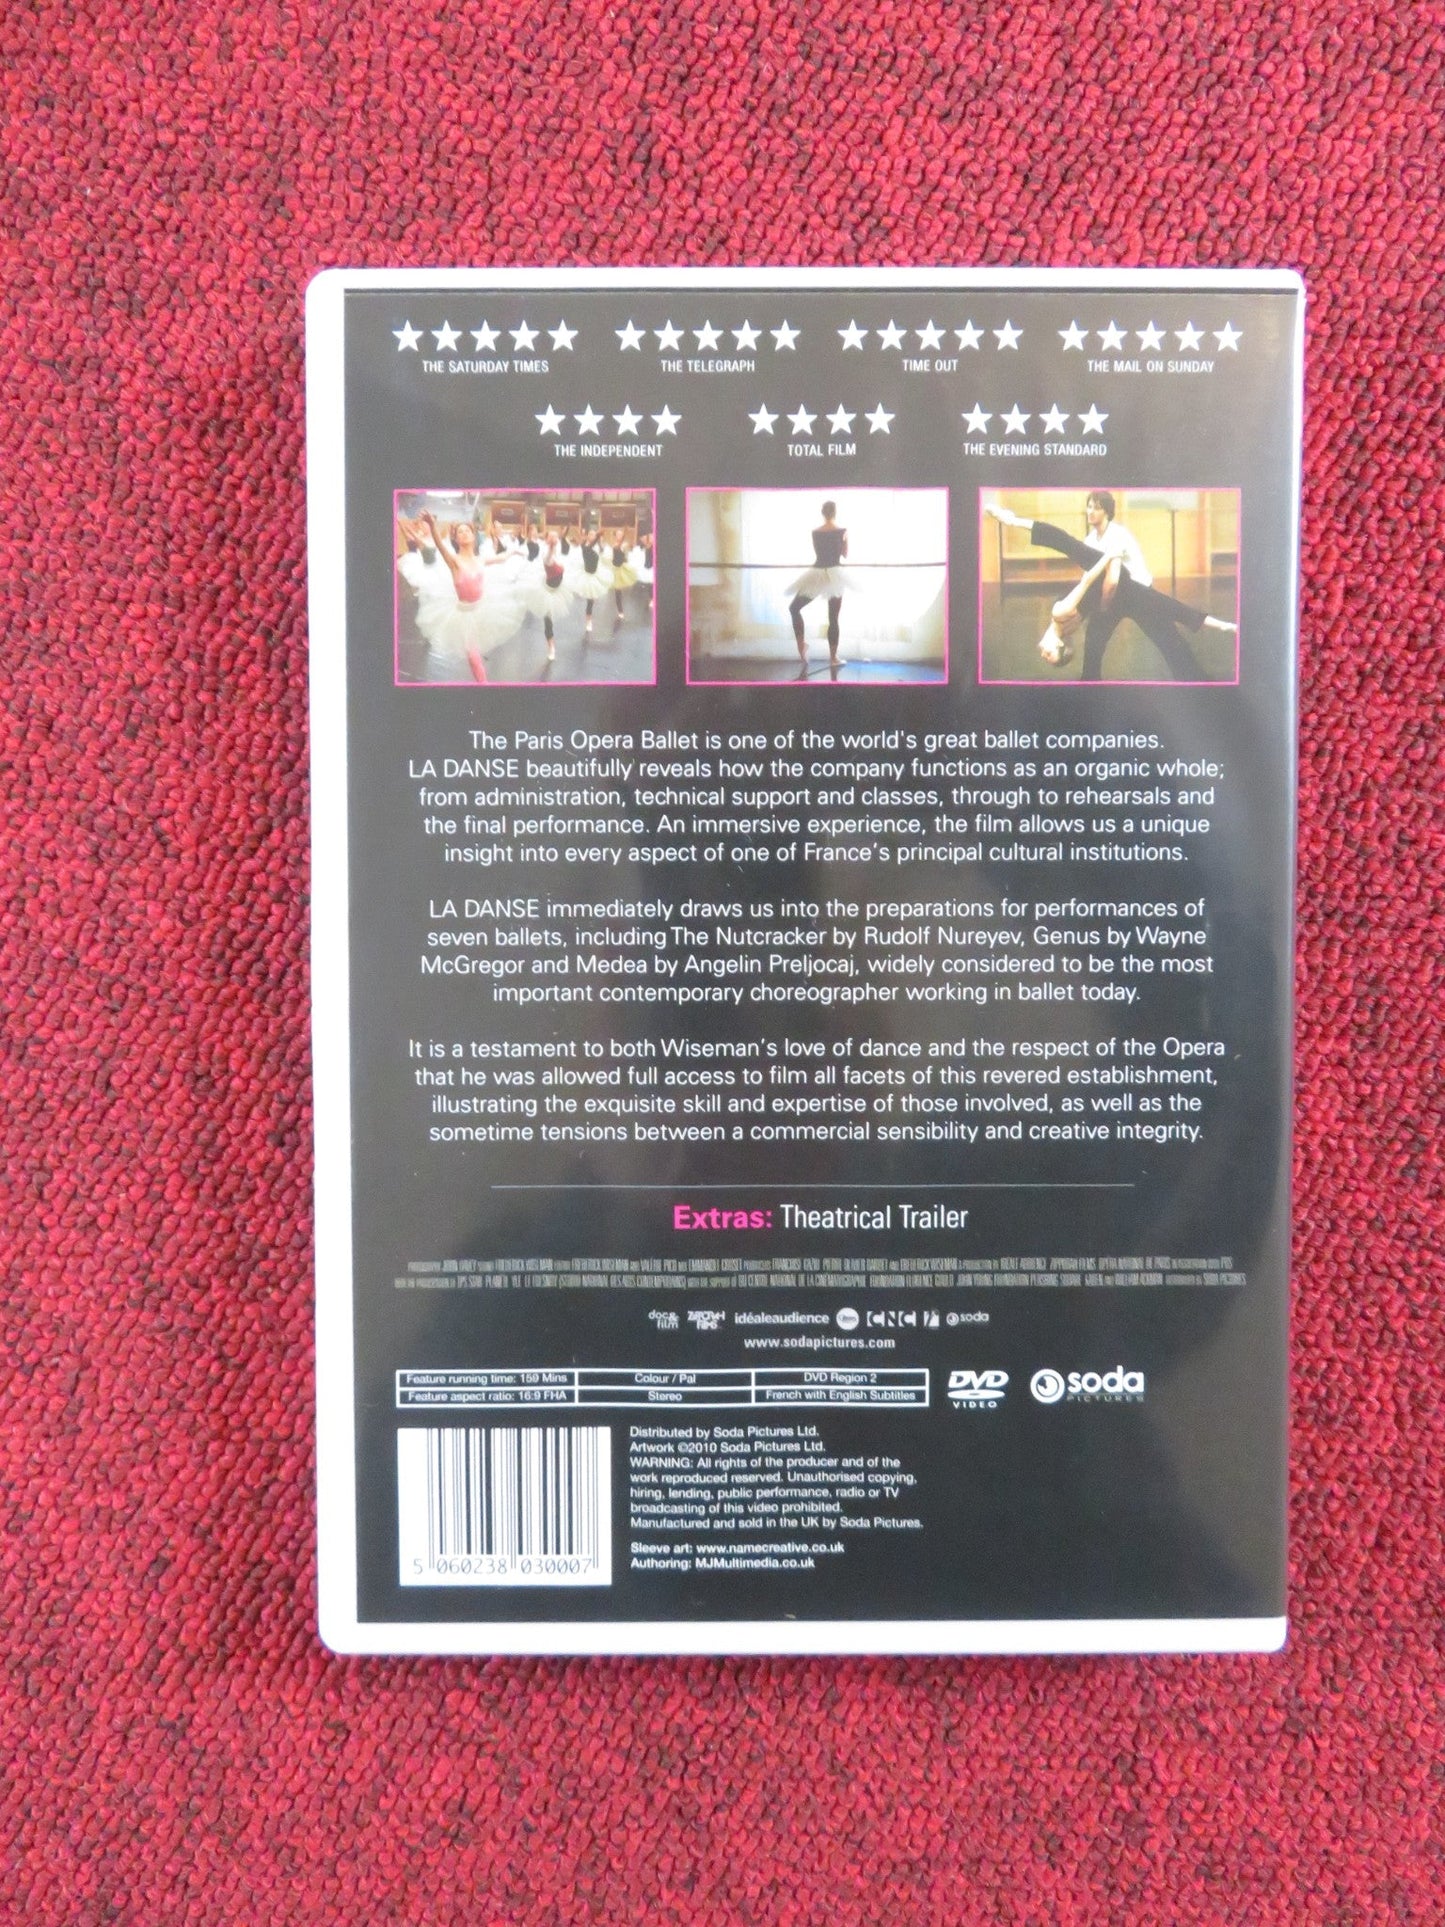 THE SATURDAY TIMES THE TELEGRAPH TIME OUT THE MAIL ON SUNDAY
THE INDEPENDENT TOTAL FILM THE EVENING STANDARD
The Paris Opera Ballet is one of the world's great ballet companies.
LA DANSE beautifully reveals how the company functions as an organic whole;
from administration, technical support and classes, through to rehearsals and
the final performance. An immersive experience, the film allows us a unique
insight into every aspect of one of France's principal cultural institutions.
LA DANSE immediately draws us into the preparations for performances of
seven ballets, including The Nutcracker by Rudolf Nureyev, Genus by Wayne
McGregor and Medea by Angelin Preljocaj, widely considered to be the most
important contemporary choreographer working in ballet today.
It is a testament to both Wiseman's love of dance and the respect of the Opera
that he was allowed full access to film all facets of this revered establishment,
illustrating the exquisite skill and expertise of those involved, as well as the
sometime tensions between a commercial sensibility and creative integrity.
Extras: Theatrical Trailer
doc& film idéaleaudience CNC soda
www.sodapictures.com
Feature running time: 159 Mins Colour / Pal DVD Region 2
Feature aspect ratio: 16:9 FHA Stereo French with English Subtitles
DVD VIDEO soda PICTURES
Distributed by Soda Pictures Ltd.
Artwork ©2010 Soda Pictures Ltd.
WARNING: All rights of the producer and of the
work reproduced reserved. Unauthorised copying,
hiring, lending, public performance, radio or TV
broadcasting of this video prohibited.
Manufactured and sold in the UK by Soda Pictures.
Sleeve art: www.namecreative.co.uk
Authoring: MJMultimedia.co.uk
5 060238 030007